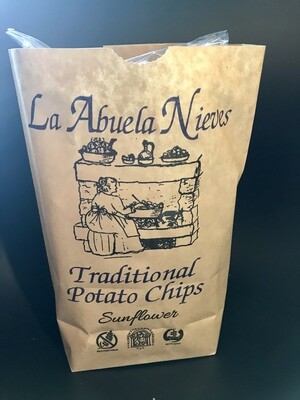 La Abuela Nieves
Traditional
Potato Chips
Sunflower